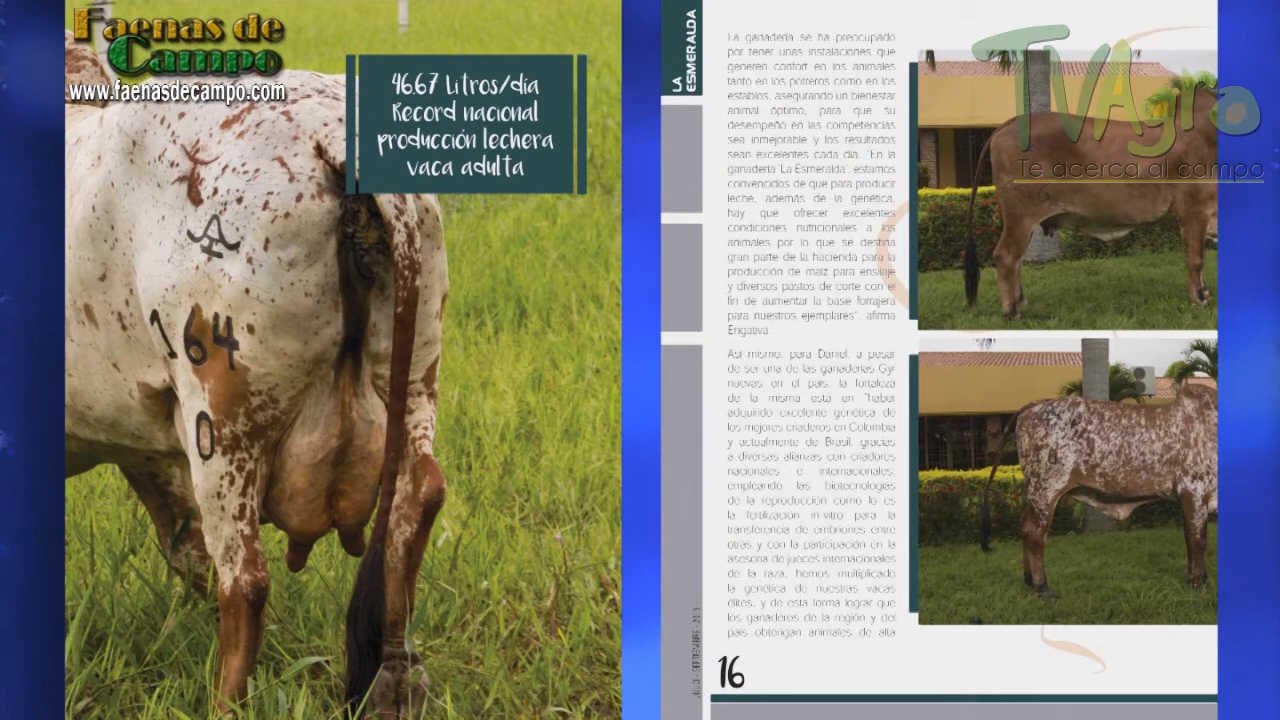 Faenas de
Campo
www.faenasdecampo.com
46.67 Litros/día
Record nacional
producción lechera
vaca adulta
164
0
LA
ESMERALDA
La ganadería se ha preocupado
por tener unas instalaciones que
generen confort en los animales
tanto en los potreros como en los
establos, asegurando un bienestar
animal óptimo, para que su
desempeño en las competencias
sea inmejorable y los resultados
sean excelentes cada día. "En la
ganadería 'La Esmeralda', estamos
convencidos de que para producir
leche, además de la genética,
hay que ofrecer excelentes
condiciones nutricionales a los
animales por lo que se destina
gran parte de la hacienda para la
producción de maíz para ensilaje
y diversos pastos de corte con el
fin de aumentar la base forrajera
para nuestros ejemplares", afirma
Engativá.
Así mismo, para Daniel, a pesar
de ser una de las ganaderías Gyr
nuevas en el país, la fortaleza
de la misma está en "haber
adquirido excelente genética de
los mejores criaderos en Colombia
y actualmente de Brasil, gracias
a diversas alianzas con criadores
nacionales e internacionales,
empleando las biotecnologías
de la reproducción como lo es
la fertilización in-vitro para la
transferencia de embriones entre
otras y con la participación en la
asesoría de jueces internacionales
de la raza, hemos multiplicado
la genética de nuestras vacas
élites, y de esta forma lograr que
los ganaderos de la región y del
país obtengan animales de alta
16
JULIO - SEPTIEMBRE - 2015
TVAgro
Te acerca al campo